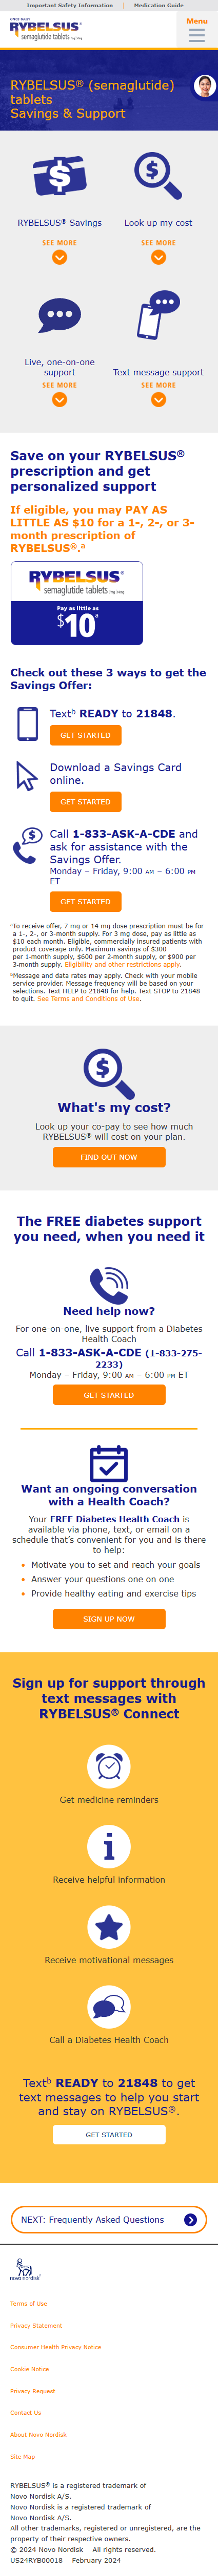 Important Safety Information | Medication Guide
ONCE-DAILY
RYBELSUS®
semaglutide tablets
Menu
RYBELSUS® (semaglutide)
tablets
Savings & Support
RYBELSUS® Savings
SEE MORE
Look up my cost
SEE MORE
Live, one-on-one
support
SEE MORE
Text message support
SEE MORE
Save on your RYBELSUS®
prescription and get
personalized support
If eligible, you may PAY AS
LITTLE AS $10 for a 1-, 2-, or 3-
month prescription of
RYBELSUS®.a
RYBELSUS®
semaglutide tablets
Pay as little as
$10a
Check out these 3 ways to get the
Savings Offer:
Textb READY to 21848.
GET STARTED
Download a Savings Card
online.
GET STARTED
Call 1-833-ASK-A-CDE and
ask for assistance with the
Savings Offer.
Monday – Friday, 9:00 AM – 6:00 PM
ET
GET STARTED
aTo receive offer, 7 mg or 14 mg dose prescription must be for
a 1-, 2-, or 3-month supply. For 3 mg dose, pay as little as
$10 each month. Eligible, commercially insured patients with
product coverage only. Maximum savings of $300
per 1-month supply, $600 per 2-month supply, or $900 per
3-month supply. Eligibility and other restrictions apply.
bMessage and data rates may apply. Check with your mobile
service provider. Message frequency will be based on your
selections. Text HELP to 21848 for help. Text STOP to 21848
to quit. See Terms and Conditions of Use.
What's my cost?
Look up your co-pay to see how much
RYBELSUS® will cost on your plan.
FIND OUT NOW
The FREE diabetes support
you need, when you need it
Need help now?
For one-on-one, live support from a Diabetes
Health Coach
Call 1-833-ASK-A-CDE (1-833-275-
2233)
Monday – Friday, 9:00 AM – 6:00 PM ET
GET STARTED
Want an ongoing conversation
with a Health Coach?
Your FREE Diabetes Health Coach is
available via phone, text, or email on a
schedule that's convenient for you and is there
to help:
• Motivate you to set and reach your goals
• Answer your questions one on one
• Provide healthy eating and exercise tips
SIGN UP NOW
Sign up for support through
text messages with
RYBELSUS® Connect
Get medicine reminders
Receive helpful information
Receive motivational messages
Call a Diabetes Health Coach
Textb READY to 21848 to get
text messages to help you start
and stay on RYBELSUS®.
GET STARTED
NEXT: Frequently Asked Questions
novo nordisk®
Terms of Use
Privacy Statement
Consumer Health Privacy Notice
Cookie Notice
Privacy Request
Contact Us
About Novo Nordisk
Site Map
RYBELSUS® is a registered trademark of
Novo Nordisk A/S.
Novo Nordisk is a registered trademark of
Novo Nordisk A/S.
All other trademarks, registered or unregistered, are the
property of their respective owners.
© 2024 Novo Nordisk All rights reserved.
US24RYB00018 February 2024